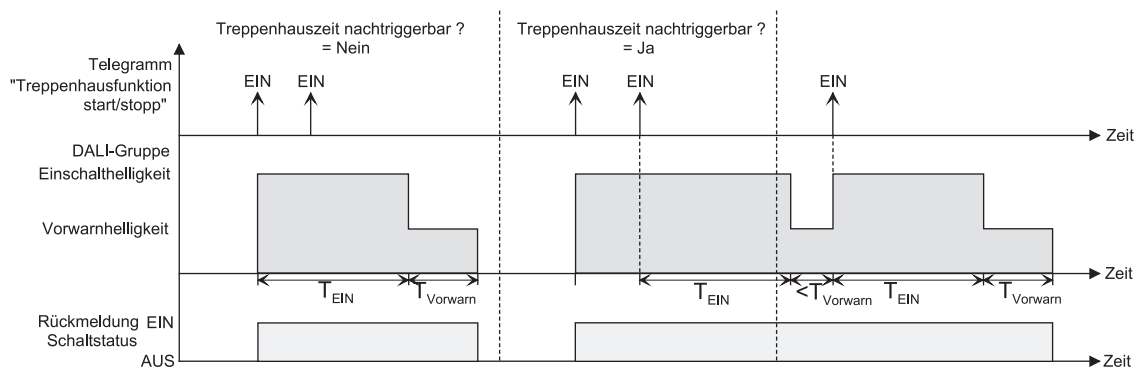 Treppenhauszeit nachtriggerbar ?
= Nein
Treppenhauszeit nachtriggerbar ?
= Ja
Telegramm
"Treppenhausfunktion
start/stopp"
EIN
EIN
EIN
EIN
EIN
Zeit
DALI-Gruppe
Einschalthelligkeit
Vorwarnhelligkeit
Zeit
TEIN
TVorwarn
TEIN
<TVorwarn
TEIN
TVorwarn
Rückmeldung EIN
Schaltstatus
AUS
Zeit